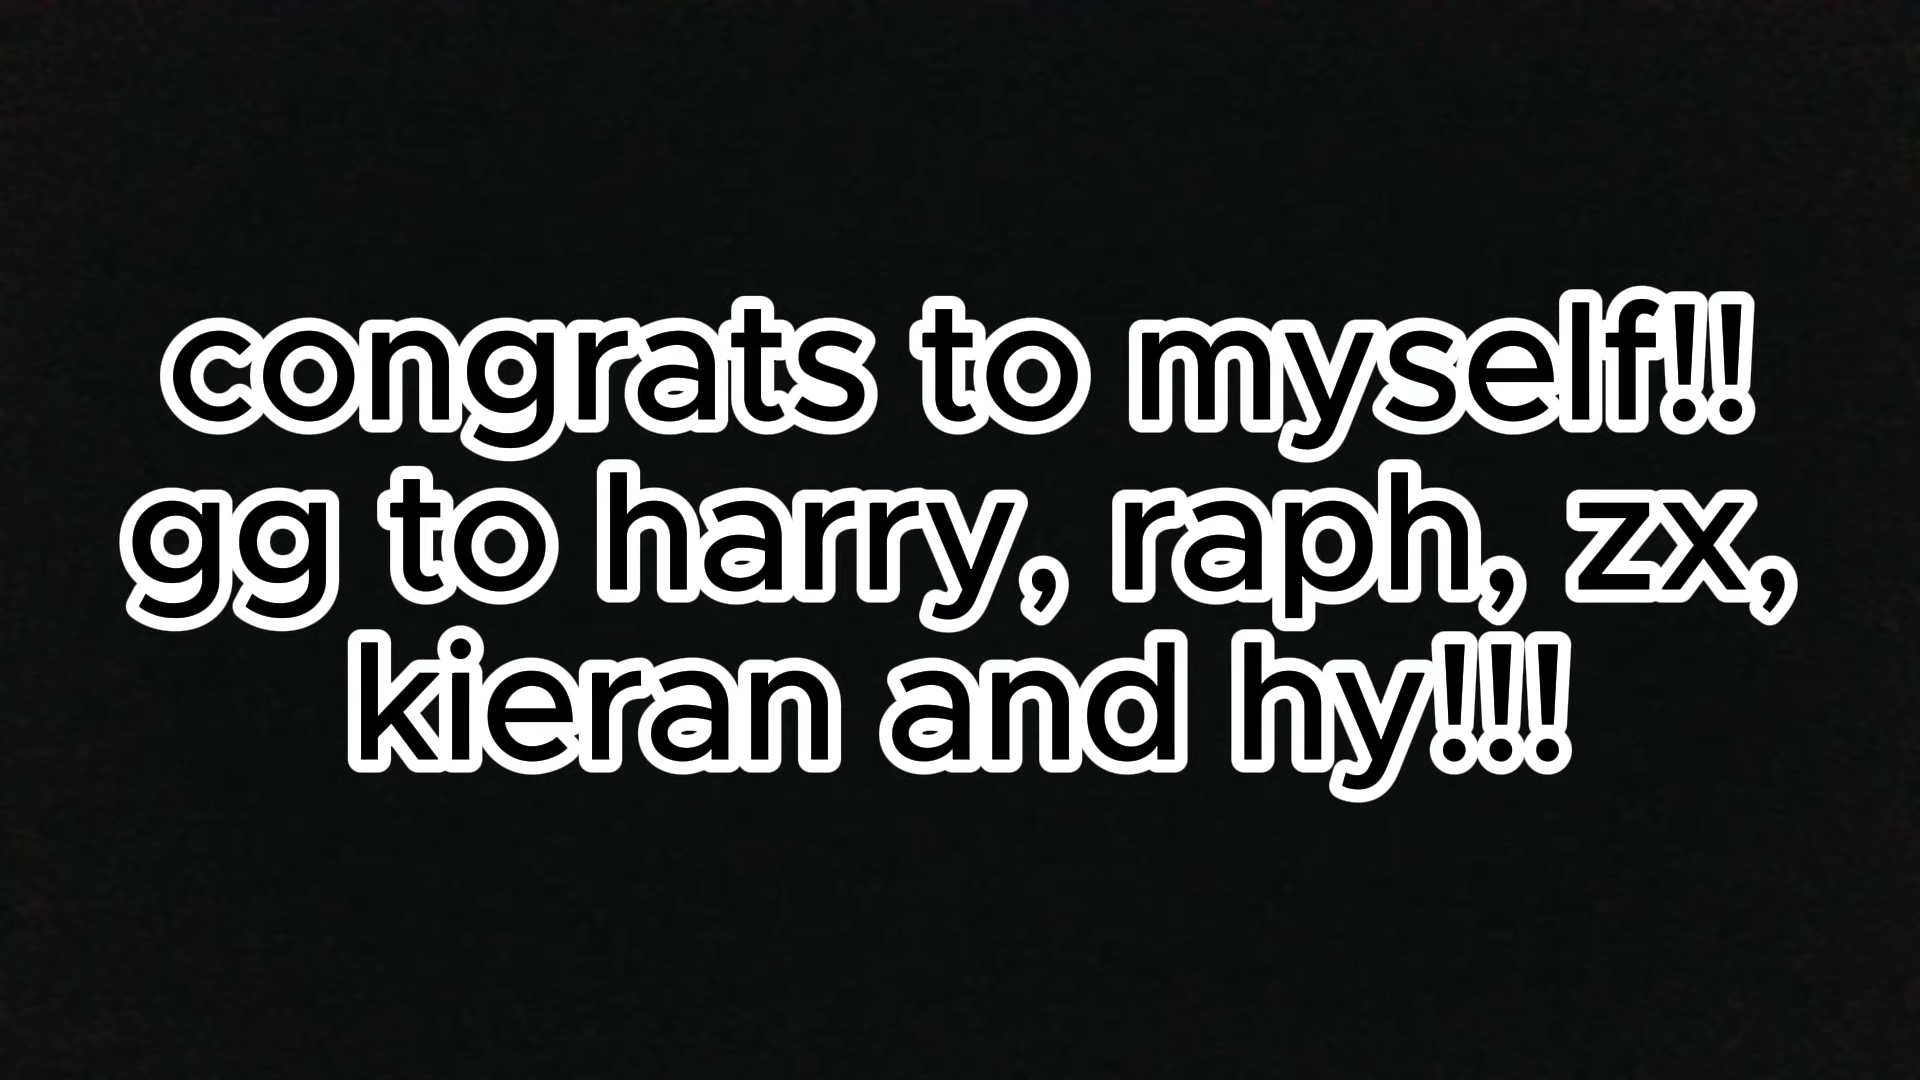 congrats to myself!!
gg to harry, raph, zx,
kieran and hy!!!